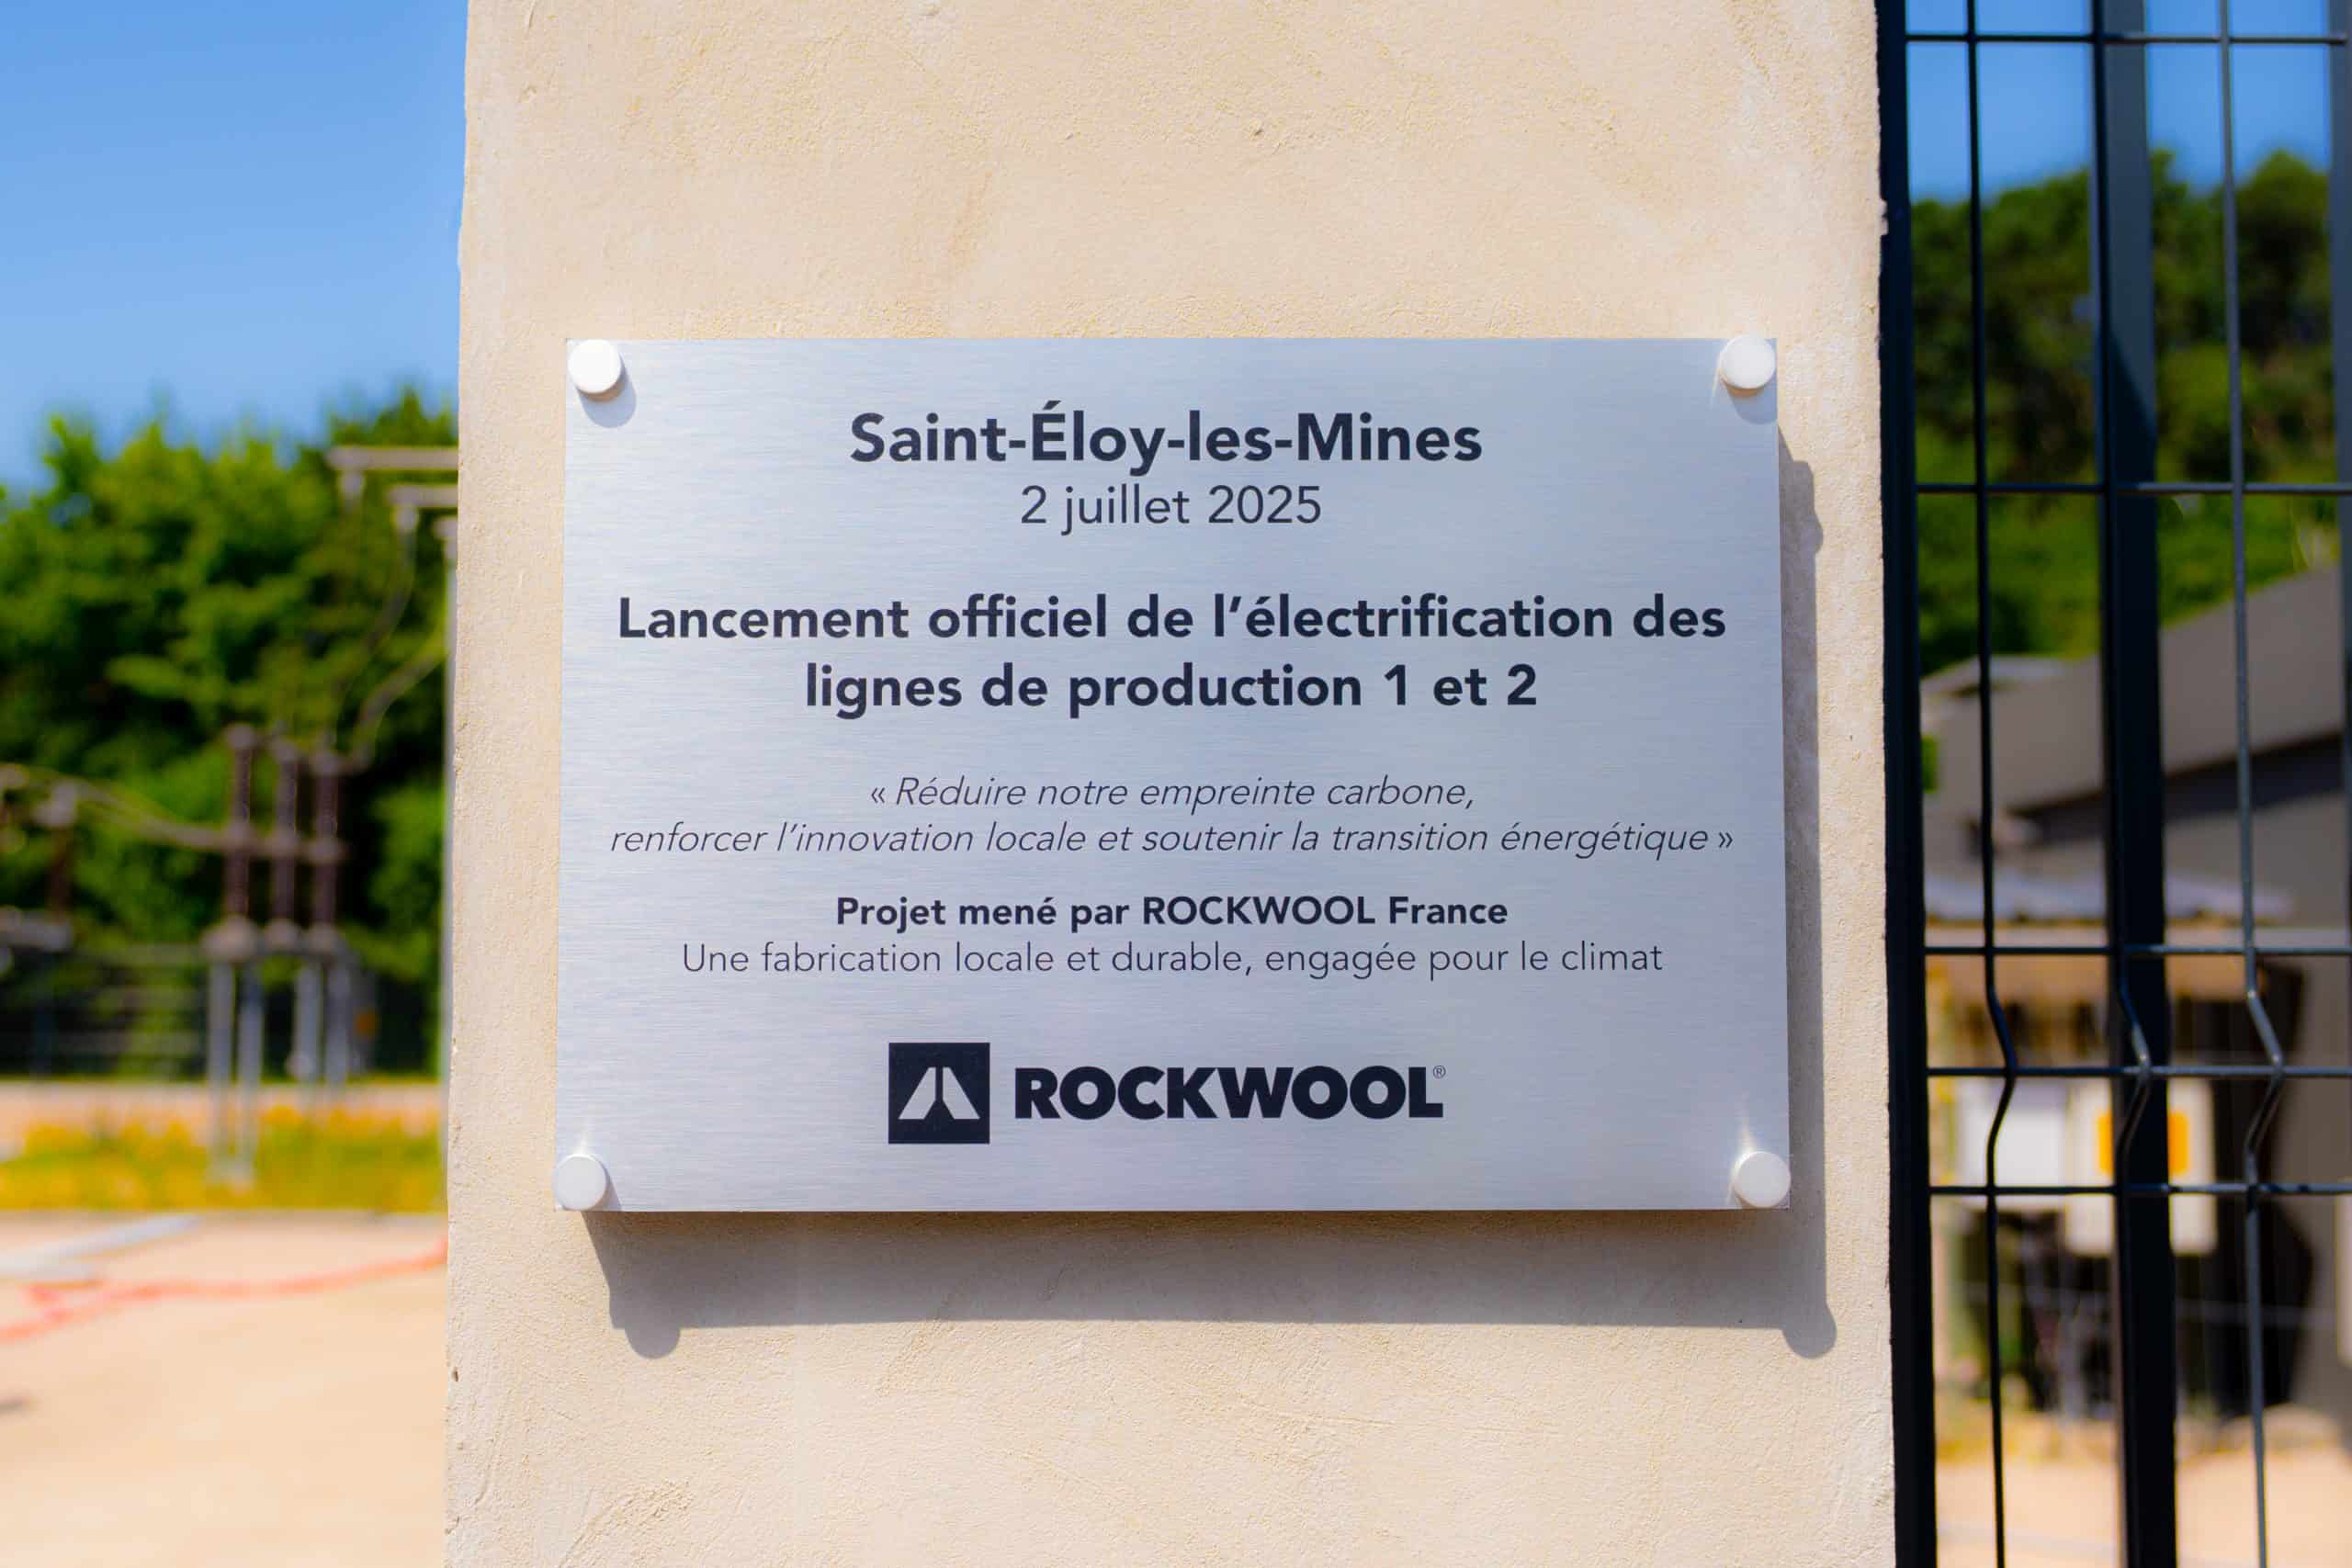 Saint-Éloy-les-Mines
2 juillet 2025
Lancement officiel de l’électrification des
lignes de production 1 et 2
« Réduire notre empreinte carbone,
renforcer l’innovation locale et soutenir la transition énergétique »
Projet mené par ROCKWOOL France
Une fabrication locale et durable, engagée pour le climat
ROCKWOOL®